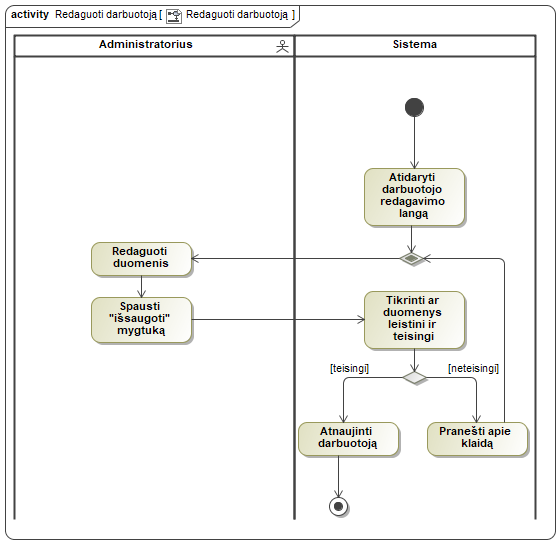 activity Redaguoti darbuotoją [ Redaguoti darbuotoją ]
Administratorius
Sistema
Atidaryti
darbuotojo
redagavimo
langą
Redaguoti
duomenis
Spausti
"išsaugoti"
mygtuką
Tikrinti ar
duomenys
leistini ir
teisingi
[teisingi]
[neteisingi]
Atnaujinti
darbuotoją
Pranešti apie
klaidą